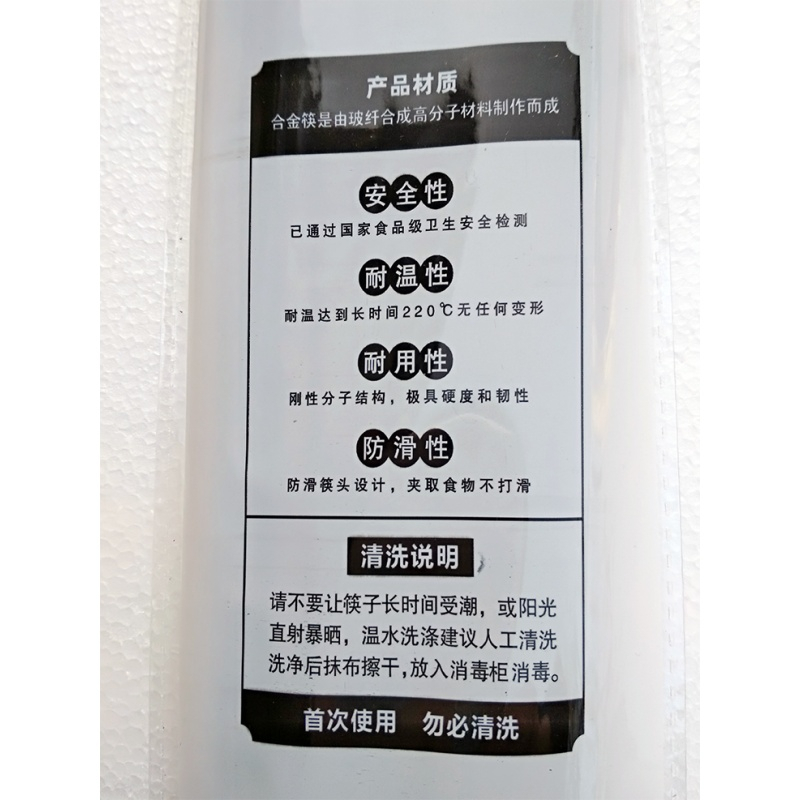 产品材质
合金筷是由玻纤合成高分子材料制作而成
安全性
已通过国家食品级卫生安全检测
耐温性
耐温达到长时间220℃无任何变形
耐用性
刚性分子结构，极具硬度和韧性
防滑性
防滑筷头设计，夹取食物不打滑
清洗说明
请不要让筷子长时间受潮，或阳光
直射暴晒，温水洗涤建议人工清洗
洗净后抹布擦干,放入消毒柜消毒。
首次使用 勿必清洗